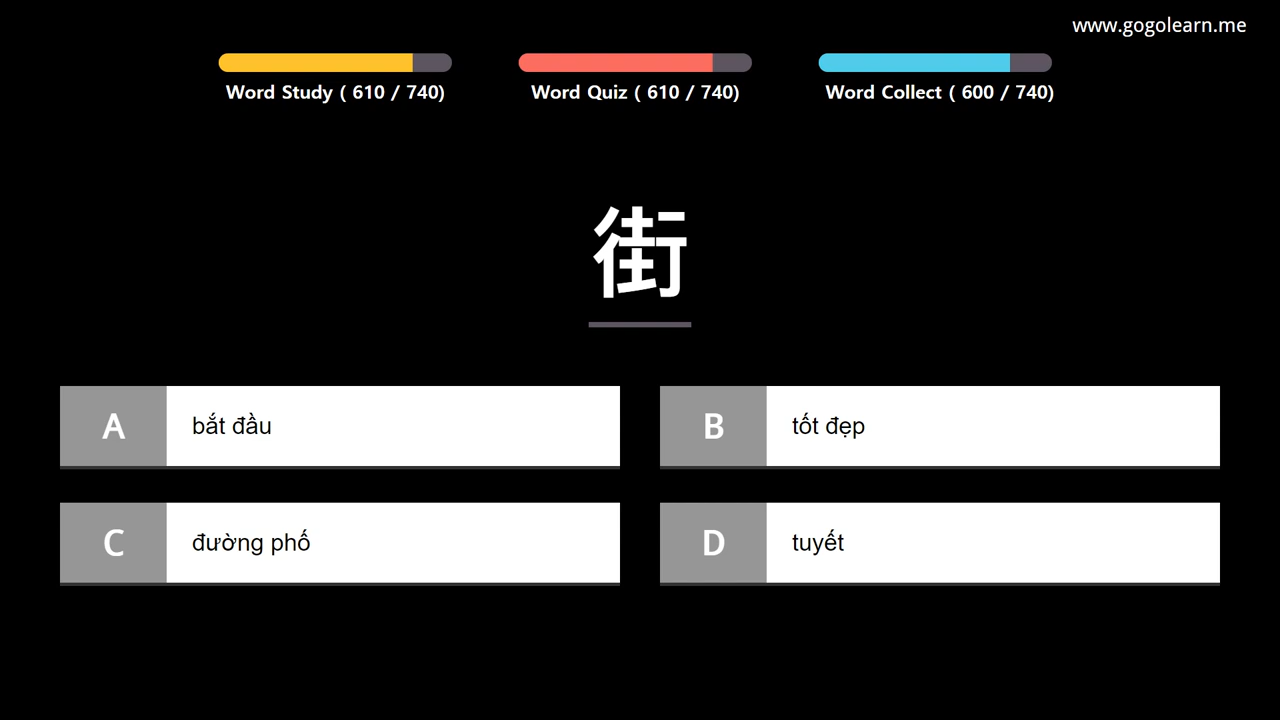 www.gogolearn.me
Word Study ( 610 / 740)
Word Quiz ( 610 / 740)
Word Collect ( 600 / 740)
街
A bắt đầu
B tốt đẹp
C đường phố
D tuyết